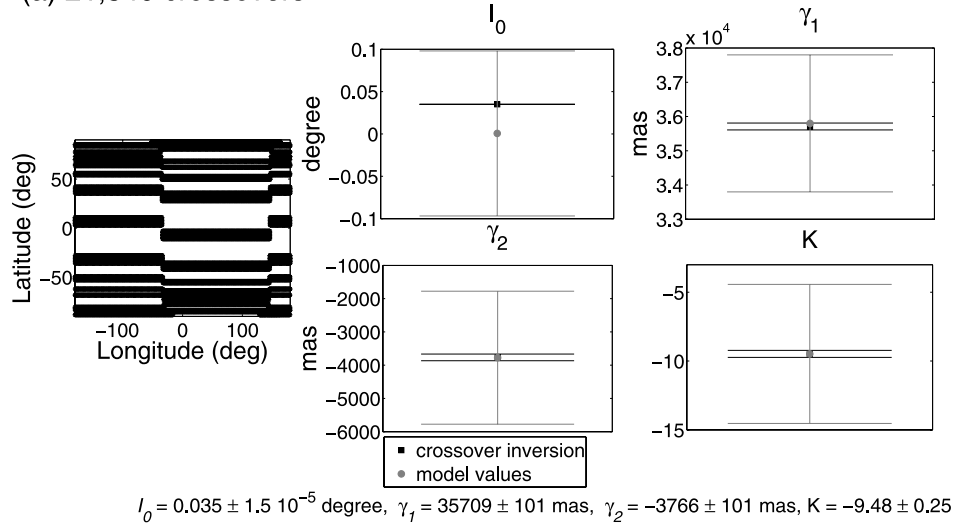 I₀
γ₁
0.1
0.05
0
−0.05
−0.1
degree
x 10⁴
3.8
3.7
3.6
3.5
3.4
3.3
mas
50
0
−50
Latitude (deg)
−100 0 100
Longitude (deg)
γ₂
K
−1000
−2000
−3000
−4000
−5000
−6000
mas
−5
−10
−15
crossover inversion
model values
I₀ = 0.035 ± 1.5 10⁻⁵ degree, γ₁ = 35709 ± 101 mas, γ₂ = −3766 ± 101 mas, K = −9.48 ± 0.25